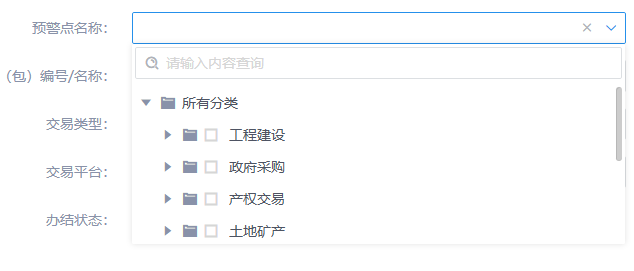 预警点名称：
请输入内容查询
（包）编号/名称：
所有分类
交易类型：
工程建设
交易平台：
政府采购
产权交易
办结状态：
土地矿产